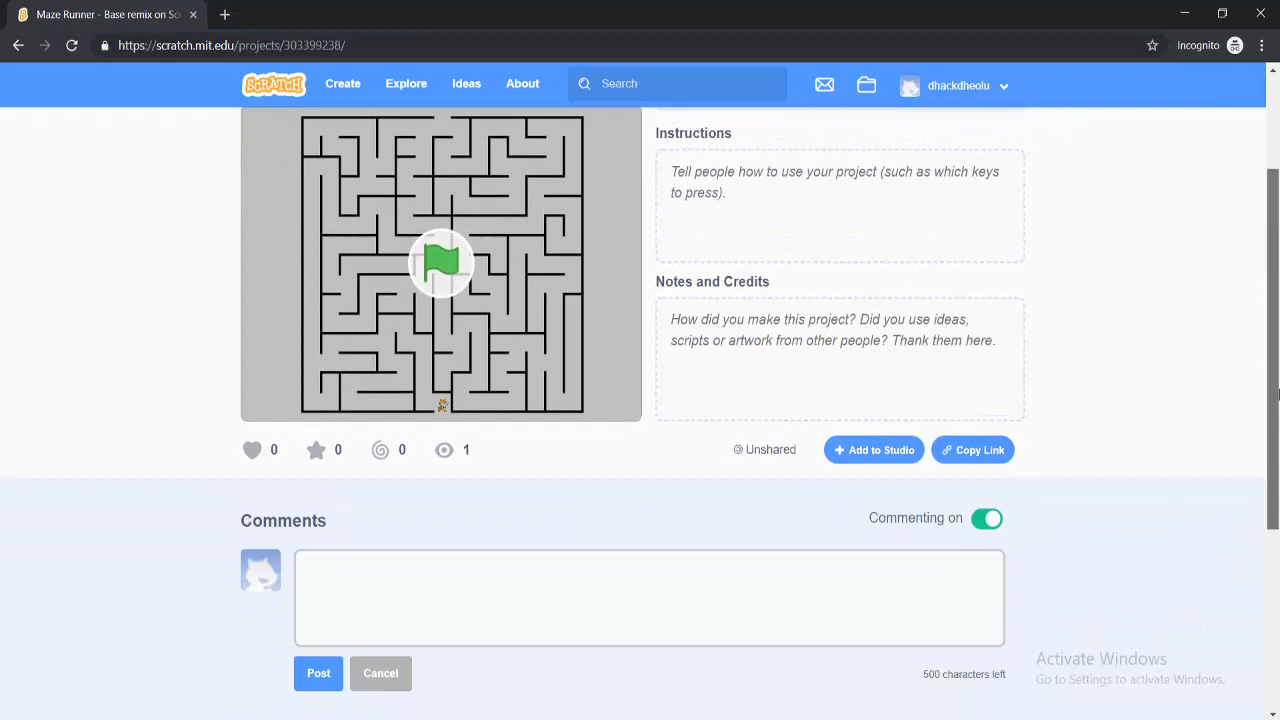 Maze Runner - Base remix on Sc
https://scratch.mit.edu/projects/303399238/
Incognito
SCRATCH
Create
Explore
Ideas
About
Search
dhackdheolu
Instructions
Tell people how to use your project (such as which keys
to press).
Notes and Credits
How did you make this project? Did you use ideas,
scripts or artwork from other people? Thank them here.
0
0
0
1
Unshared
Add to Studio
Copy Link
Comments
Commenting on
Post
Cancel
500 characters left
Activate Windows
Go to Settings to activate Windows.